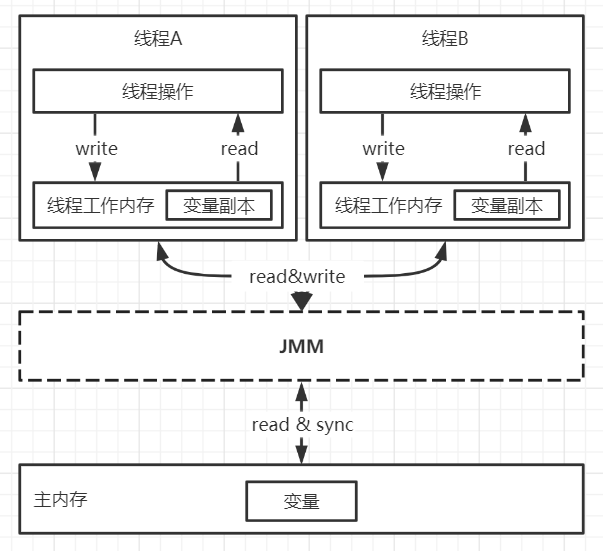 线程A
线程B
线程操作
线程操作
write
read
write
read
线程工作内存
变量副本
线程工作内存
变量副本
read&write
JMM
read & sync
主内存
变量